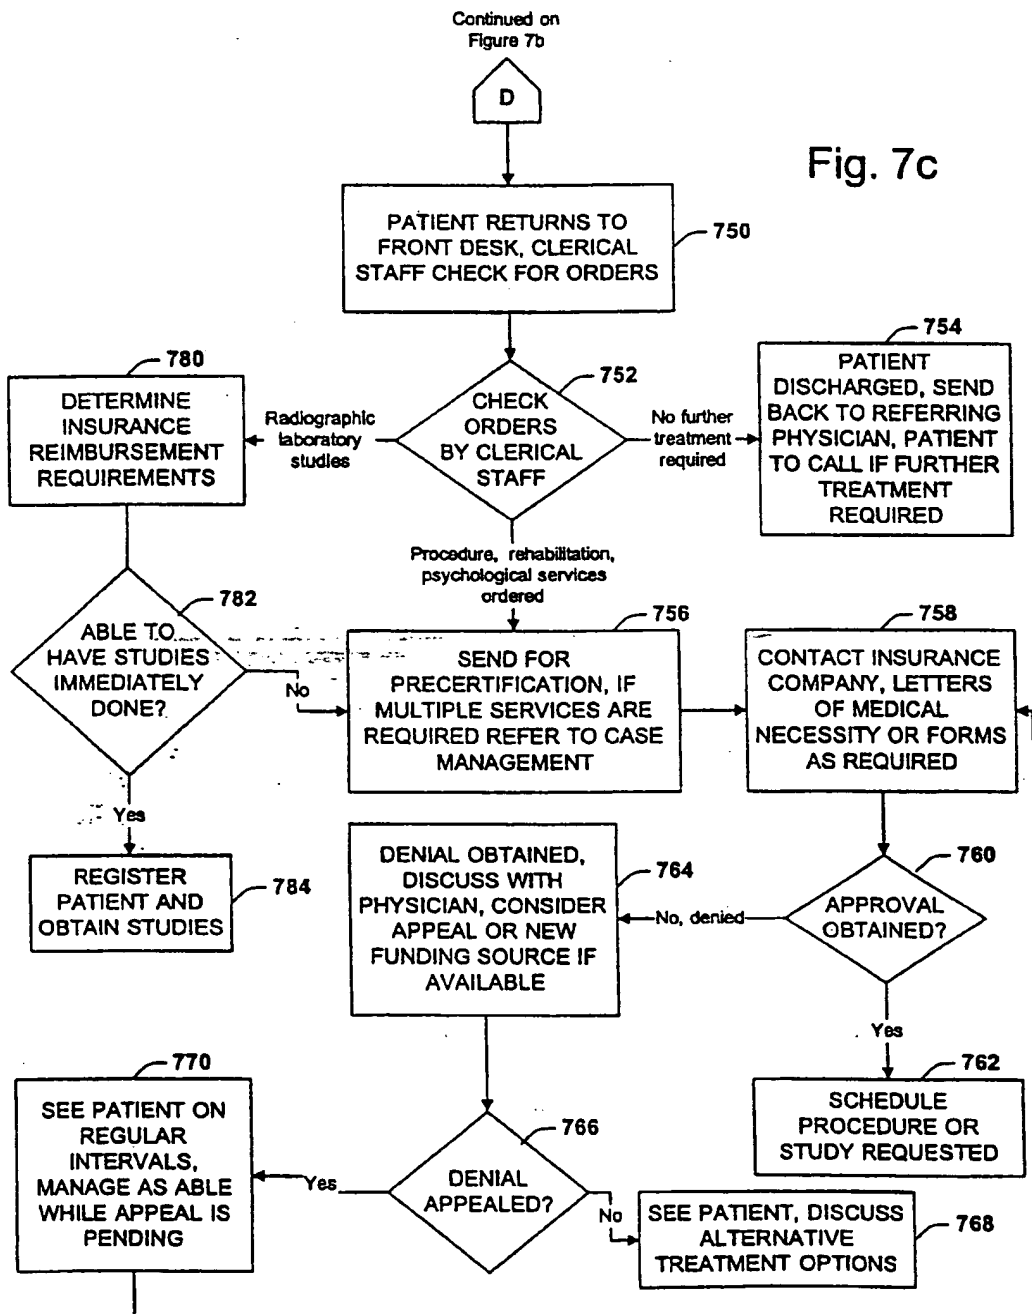 Continued on
Figure 7b
D
Fig. 7c
PATIENT RETURNS TO
FRONT DESK, CLERICAL
STAFF CHECK FOR ORDERS
750
780
DETERMINE
INSURANCE
REIMBURSEMENT
REQUIREMENTS
Radiographic
laboratory
studies
752
CHECK
ORDERS
BY CLERICAL
STAFF
No further
treatment
required
754
PATIENT
DISCHARGED, SEND
BACK TO REFERRING
PHYSICIAN, PATIENT
TO CALL IF FURTHER
TREATMENT
REQUIRED
Procedure, rehabilitation,
psychological services
ordered
782
ABLE TO
HAVE STUDIES
IMMEDIATELY
DONE?
No
756
SEND FOR
PRECERTIFICATION, IF
MULTIPLE SERVICES ARE
REQUIRED REFER TO CASE
MANAGEMENT
758
CONTACT INSURANCE
COMPANY, LETTERS
OF MEDICAL
NECESSITY OR FORMS
AS REQUIRED
Yes
REGISTER
PATIENT AND
OBTAIN STUDIES
784
DENIAL OBTAINED,
DISCUSS WITH
PHYSICIAN, CONSIDER
APPEAL OR NEW
FUNDING SOURCE IF
AVAILABLE
764
No, denied
760
APPROVAL
OBTAINED?
Yes
762
SCHEDULE
PROCEDURE OR
STUDY REQUESTED
770
SEE PATIENT ON
REGULAR
INTERVALS,
MANAGE AS ABLE
WHILE APPEAL IS
PENDING
Yes
766
DENIAL
APPEALED?
No
SEE PATIENT, DISCUSS
ALTERNATIVE
TREATMENT OPTIONS
768